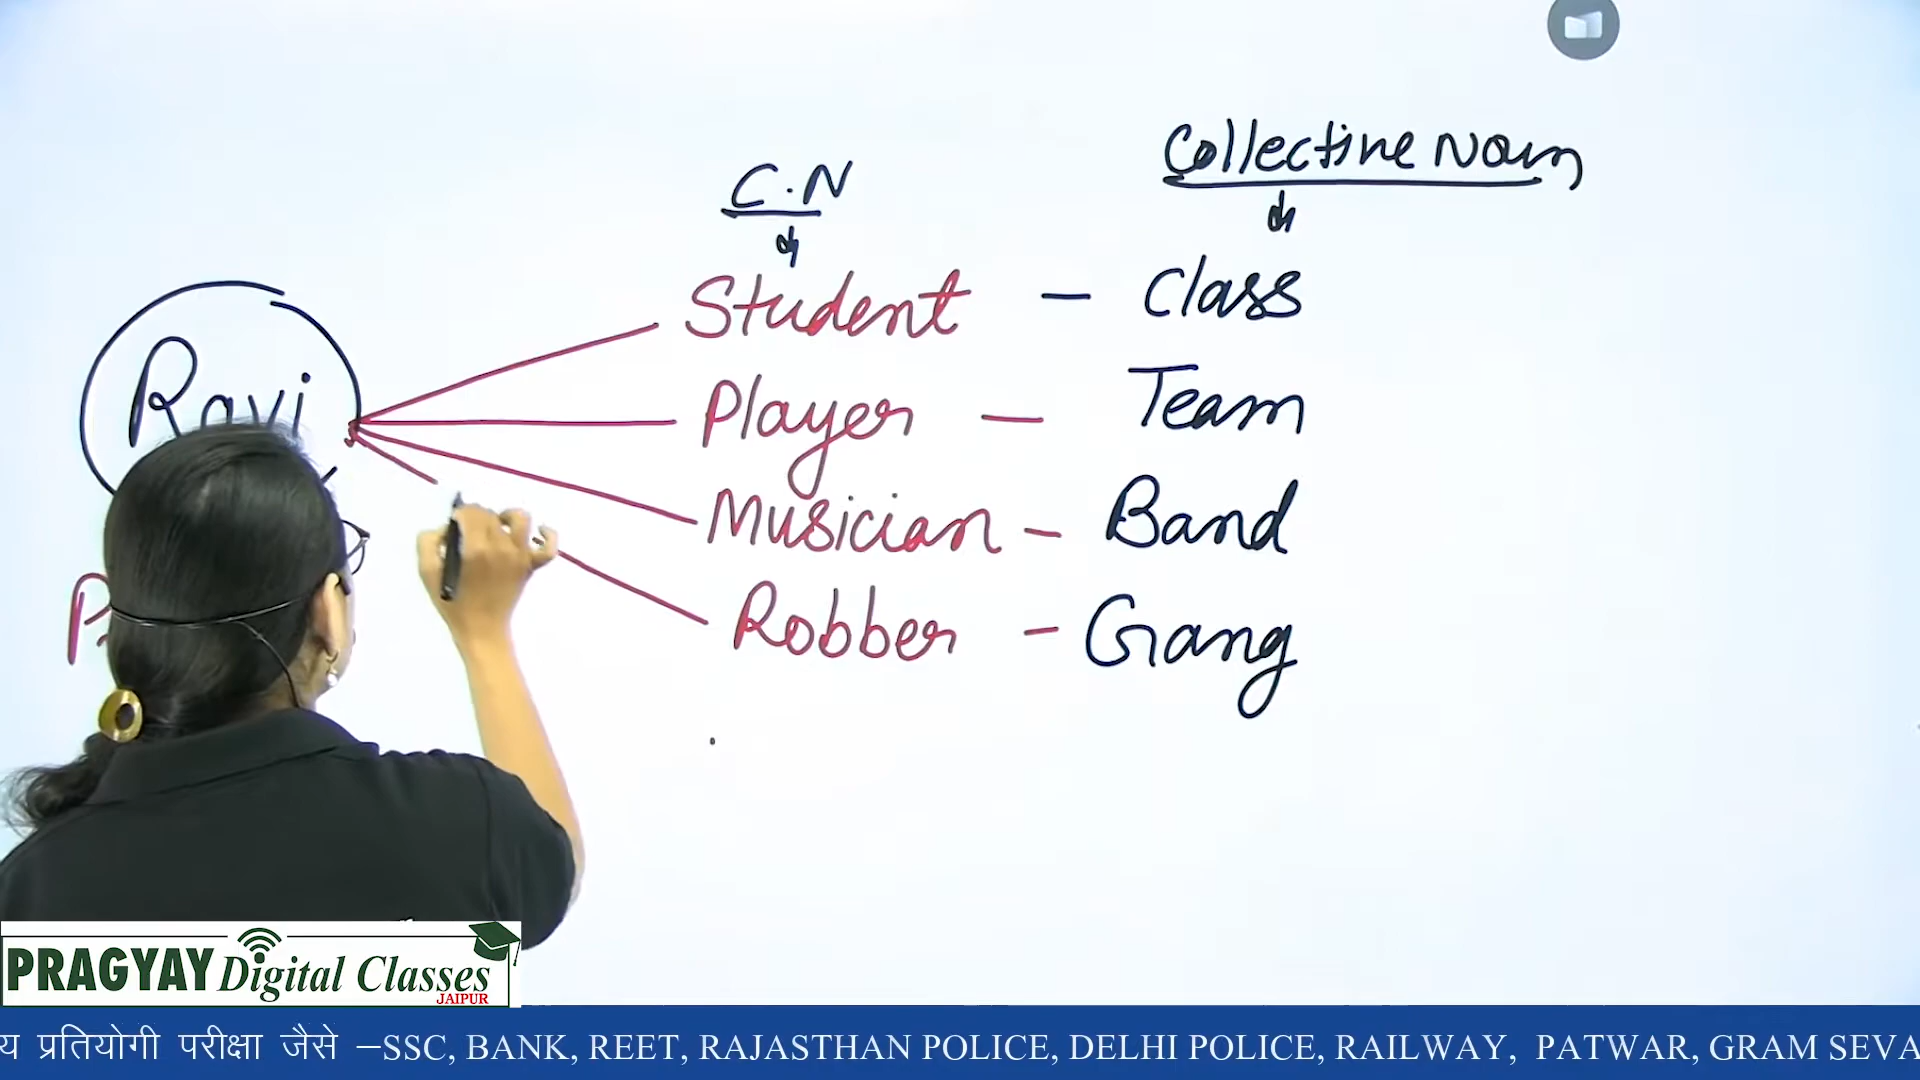 Collective Noun
C.N
Student - Class
Ravi
Player - Team
Musician - Band
Robber - Gang
PRAGYAY Digital Classes
JAIPUR
य प्रतियोगी परीक्षा जैसे –SSC, BANK, REET, RAJASTHAN POLICE, DELHI POLICE, RAILWAY, PATWAR, GRAM SEVA